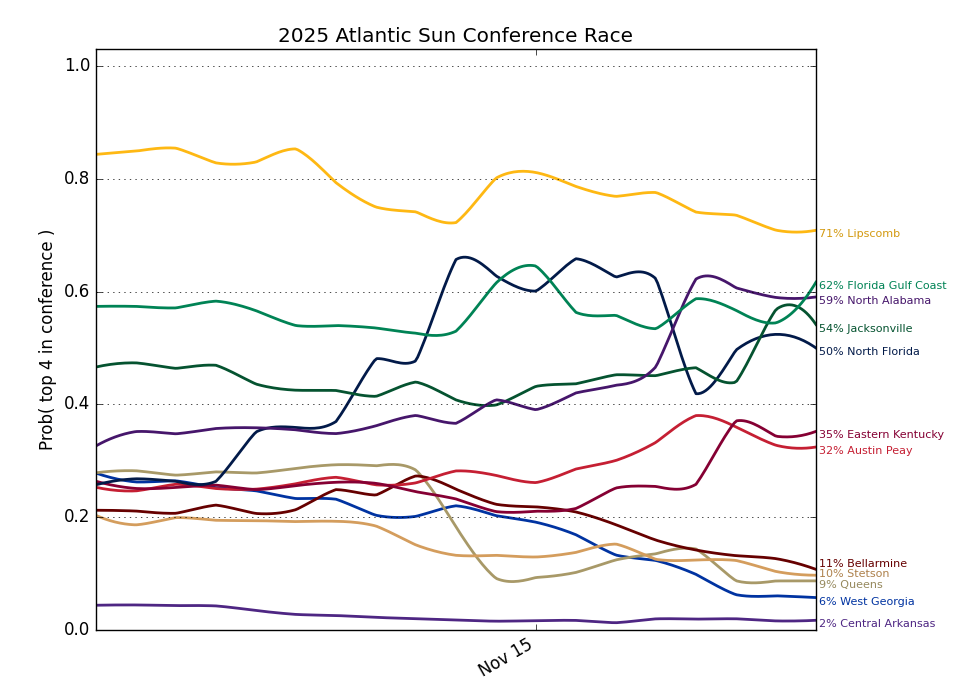 2025 Atlantic Sun Conference Race
Prob( top 4 in conference )
1.0
0.8
0.6
0.4
0.2
0.0
Nov 15
71% Lipscomb
62% Florida Gulf Coast
59% North Alabama
54% Jacksonville
50% North Florida
35% Eastern Kentucky
32% Austin Peay
11% Bellarmine
10% Stetson
9% Queens
6% West Georgia
2% Central Arkansas